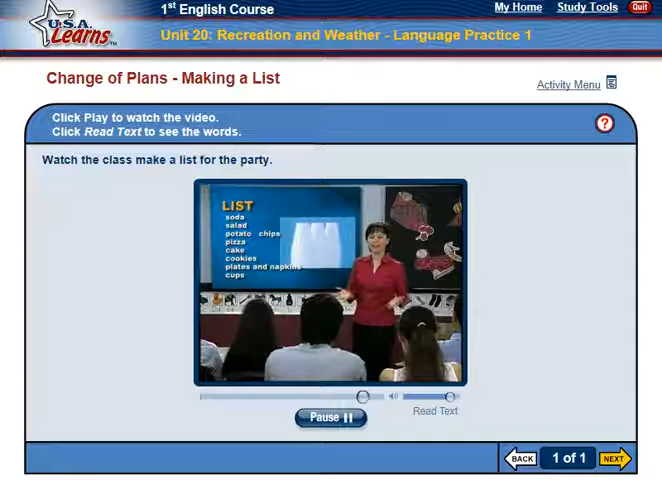 U.S.A.
Learns™
1st English Course
My Home
Study Tools
Quit
Unit 20: Recreation and Weather - Language Practice 1
Change of Plans - Making a List
Activity Menu
Click Play to watch the video.
Click Read Text to see the words.
?
Watch the class make a list for the party.
LIST
soda
salad
potato chips
pizza
cake
cookies
plates and napkins
cups
Pause
Read Text
BACK
1 of 1
NEXT